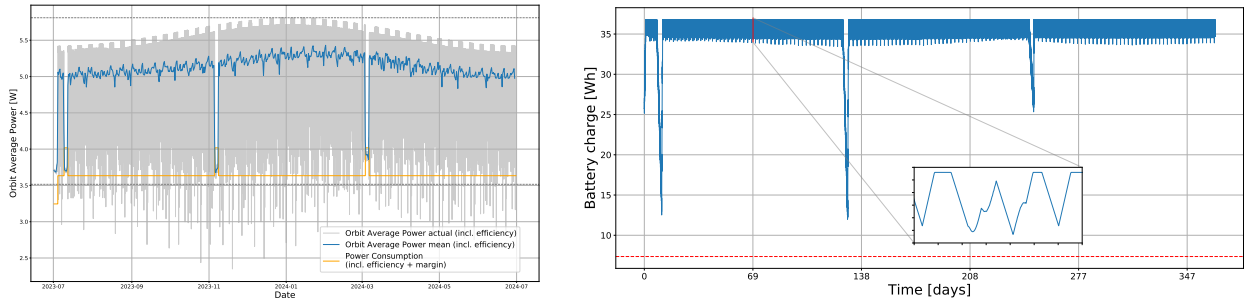 5.5
5.0
4.5
4.0
3.5
3.0
2.5
Orbit Average Power [W]
Orbit Average Power actual (incl. efficiency)
Orbit Average Power mean (incl. efficiency)
Power Consumption
(incl. efficiency + margin)
2023-07 2023-09 2023-11 2024-01 2024-03 2024-05 2024-07
Date
35
30
25
20
15
10
Battery charge [Wh]
0 69 138 208 277 347
Time [days]